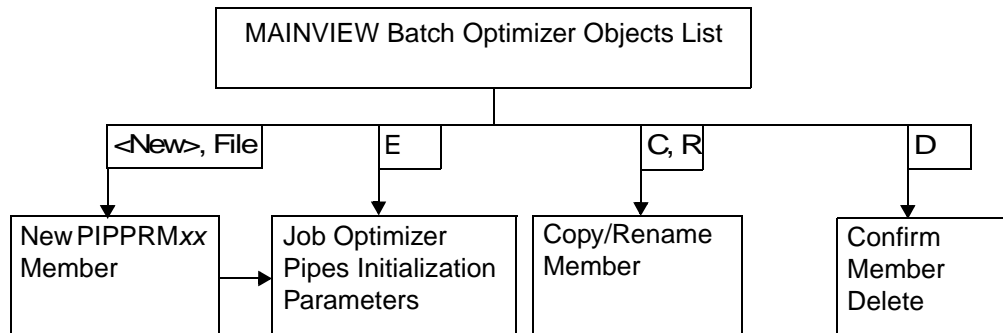 MAINVIEW Batch Optimizer Objects List
<New>, File
E
C, R
D
New PIPPRMxx
Member
Job Optimizer
Pipes Initialization
Parameters
Copy/Rename
Member
Confirm
Member
Delete